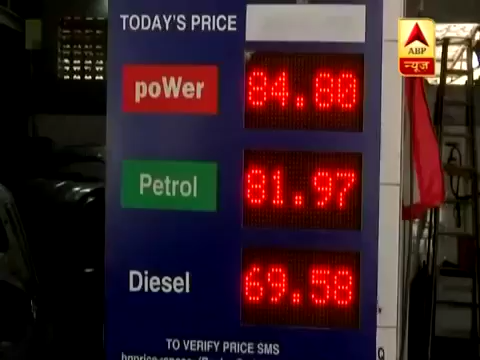 TODAY'S PRICE
ABP
न्यूज़
poWer 84.80
Petrol 81.97
Diesel 69.58
TO VERIFY PRICE SMS